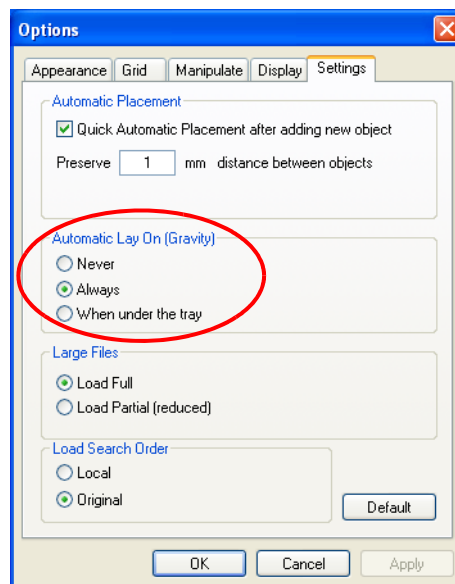 Options
Appearance Grid Manipulate Display Settings
Automatic Placement
Quick Automatic Placement after adding new object
Preserve 1 mm distance between objects
Automatic Lay On (Gravity)
Never
Always
When under the tray
Large Files
Load Full
Load Partial (reduced)
Load Search Order
Local
Original
Default
OK Cancel Apply